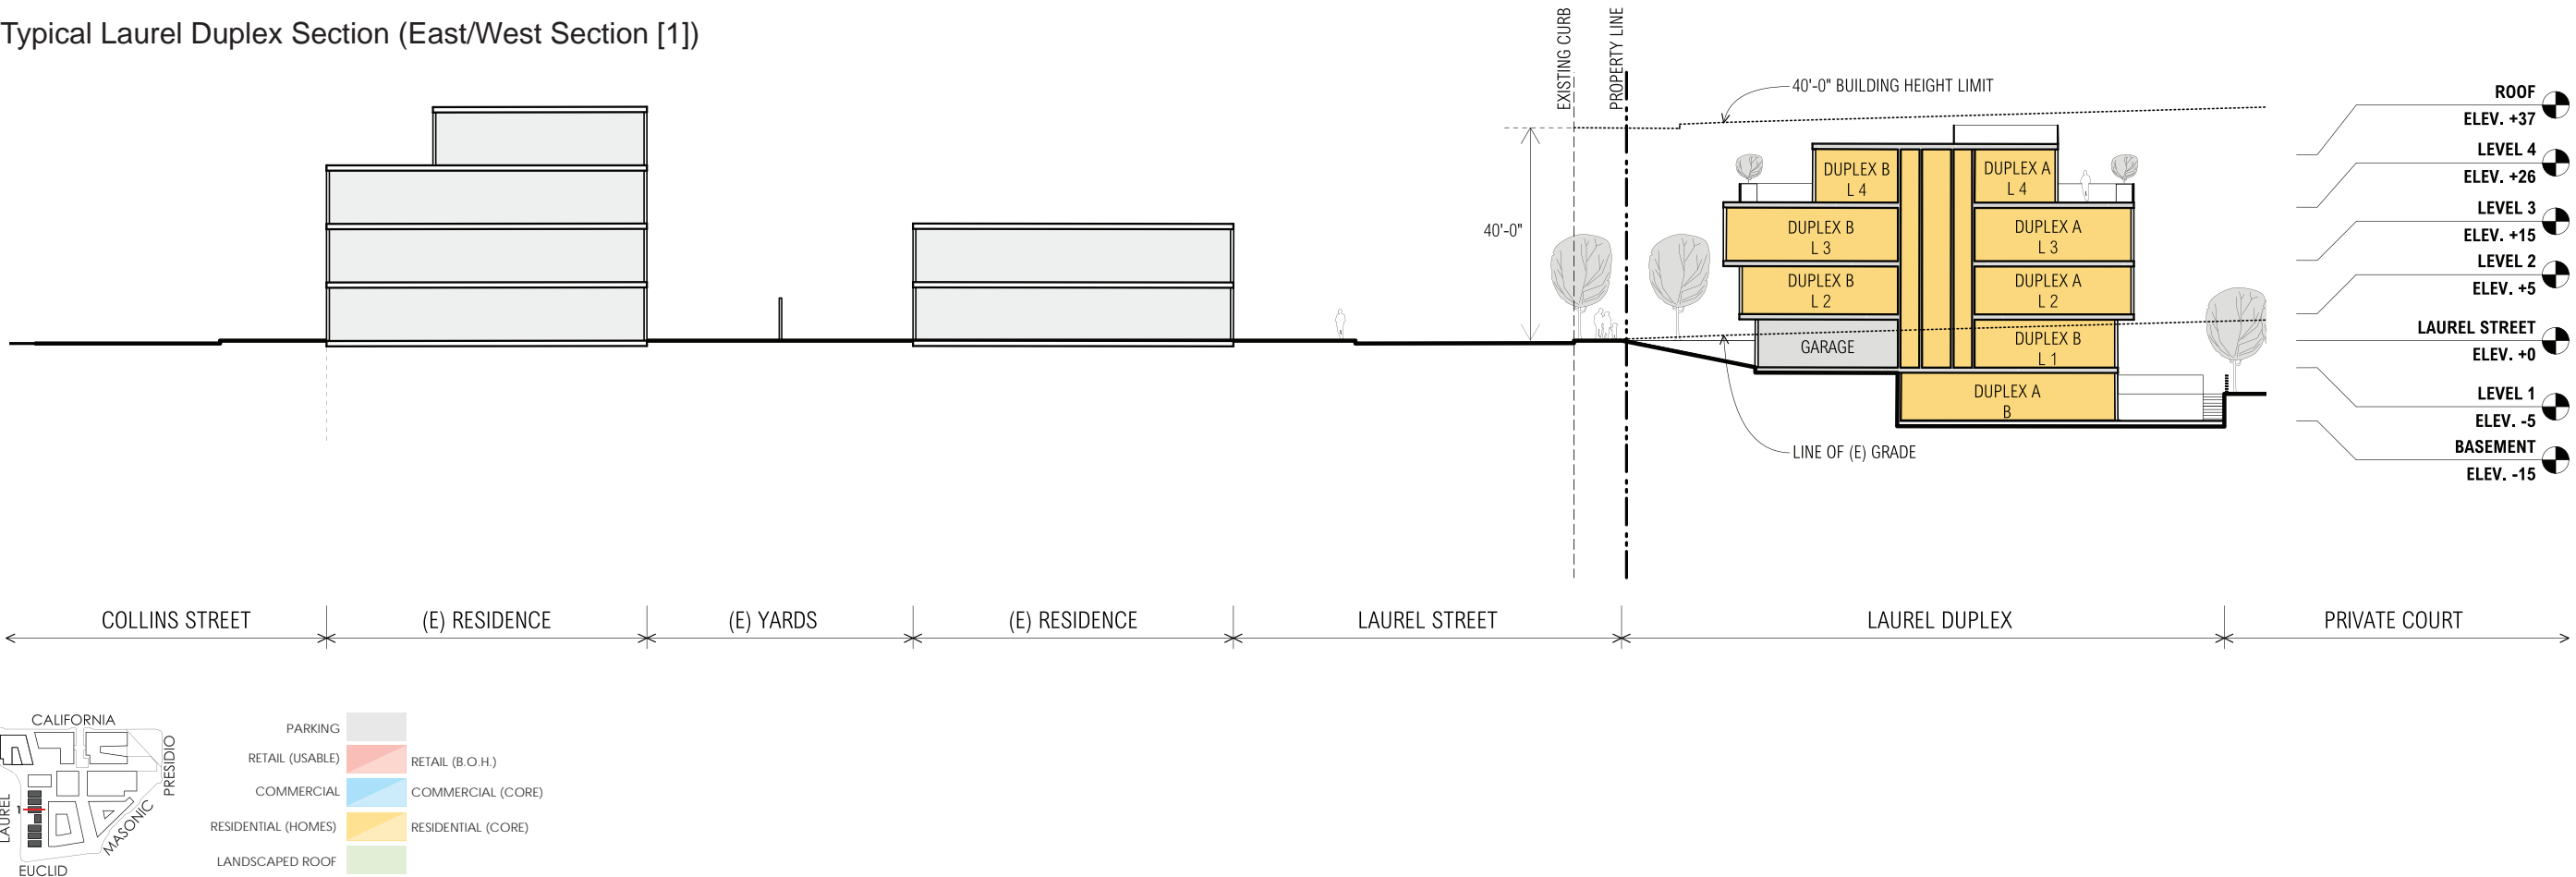 Typical Laurel Duplex Section (East/West Section [1])
EXISTING CURB
PROPERTY LINE
40'-0" BUILDING HEIGHT LIMIT
40'-0"
DUPLEX B
L 4
DUPLEX A
L 4
DUPLEX B
L 3
DUPLEX A
L 3
DUPLEX B
L 2
DUPLEX A
L 2
GARAGE
DUPLEX B
L 1
DUPLEX A
B
LINE OF (E) GRADE
ROOF
ELEV. +37
LEVEL 4
ELEV. +26
LEVEL 3
ELEV. +15
LEVEL 2
ELEV. +5
LAUREL STREET
ELEV. +0
LEVEL 1
ELEV. -5
BASEMENT
ELEV. -15
COLLINS STREET
(E) RESIDENCE
(E) YARDS
(E) RESIDENCE
LAUREL STREET
LAUREL DUPLEX
PRIVATE COURT
CALIFORNIA
PRESIDIO
LAUREL
1
MASONIC
EUCLID
PARKING
RETAIL (USABLE)
RETAIL (B.O.H.)
COMMERCIAL
COMMERCIAL (CORE)
RESIDENTIAL (HOMES)
RESIDENTIAL (CORE)
LANDSCAPED ROOF